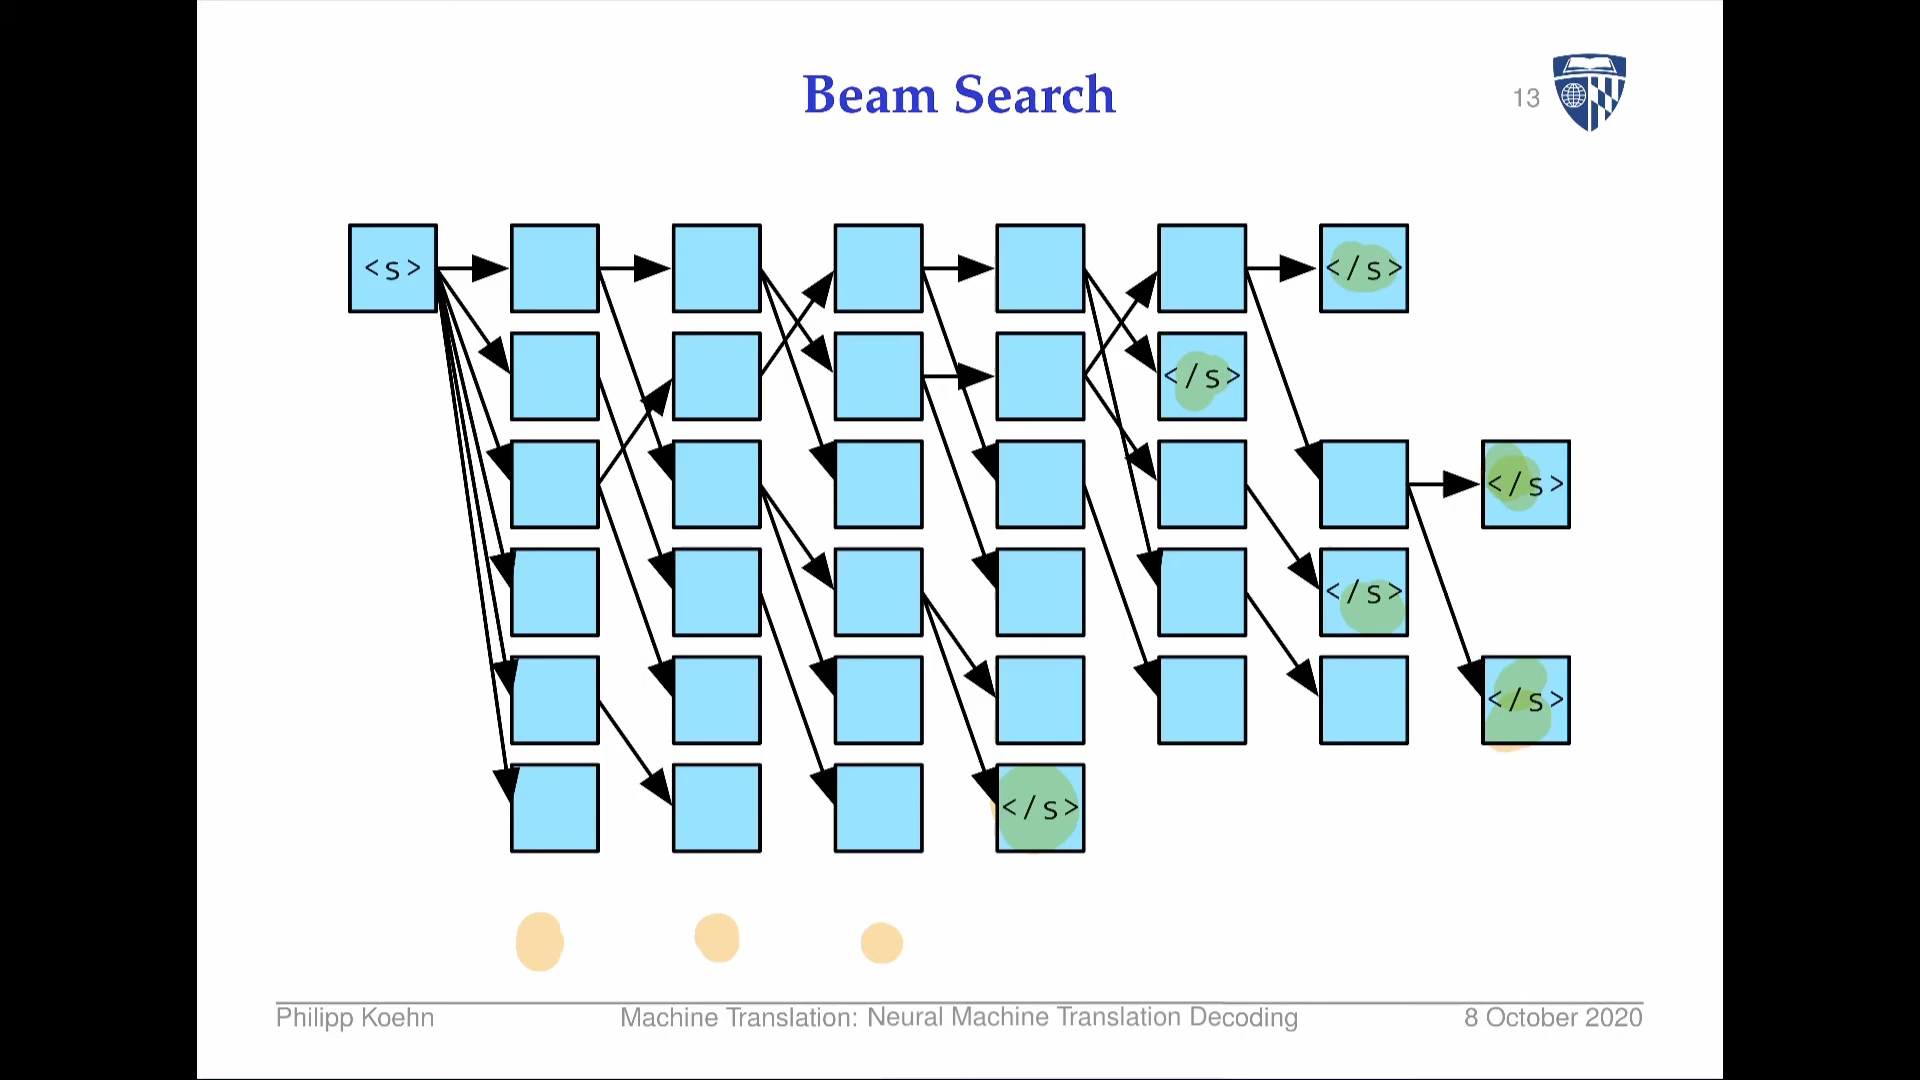 Beam Search
13
<s>
</s>
</s>
</s>
</s>
</s>
</s>
Philipp Koehn
Machine Translation: Neural Machine Translation Decoding
8 October 2020